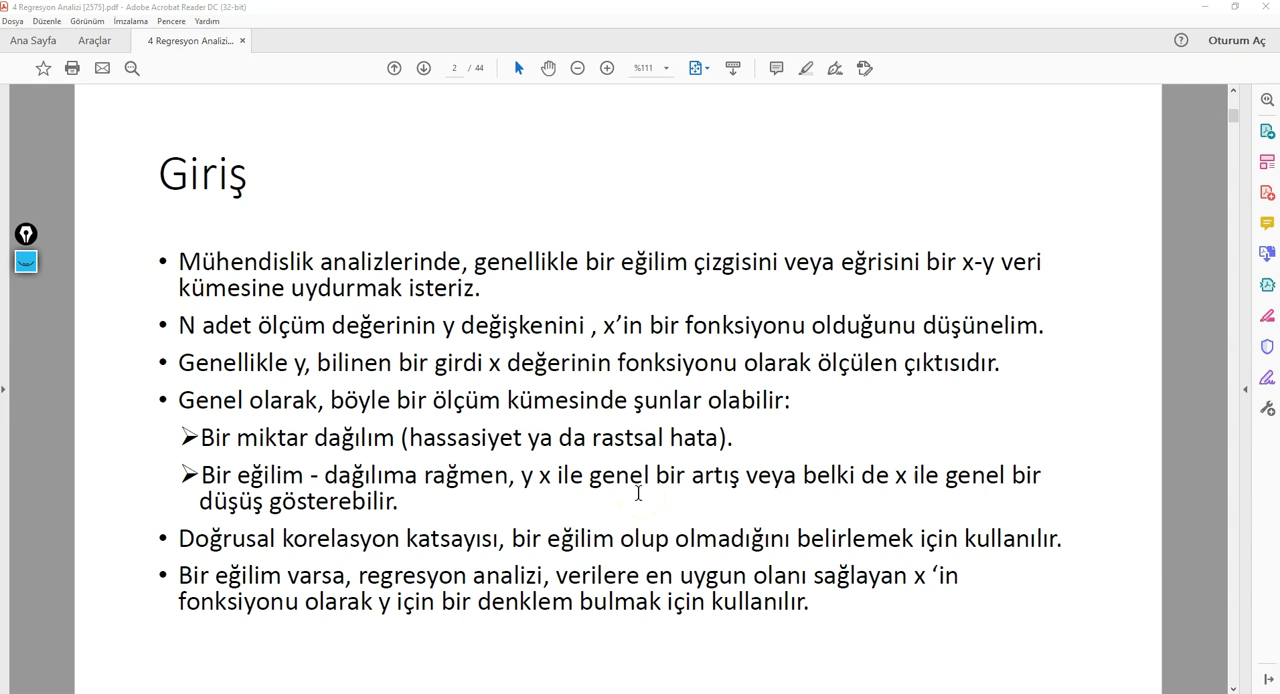 4 Regresyon Analizi [2575].pdf - Adobe Acrobat Reader DC (32-bit)
Dosya Düzenle Görünüm İmzalama Pencere Yardım
Ana Sayfa Araçlar 4 Regresyon Analizi... × Oturum Aç
2 / 44 %111
Giriş
• Mühendislik analizlerinde, genellikle bir eğilim çizgisini veya eğrisini bir x-y veri
kümesine uydurmak isteriz.
• N adet ölçüm değerinin y değişkenini , x’in bir fonksiyonu olduğunu düşünelim.
• Genellikle y, bilinen bir girdi x değerinin fonksiyonu olarak ölçülen çıktısıdır.
• Genel olarak, böyle bir ölçüm kümesinde şunlar olabilir:
➢Bir miktar dağılım (hassasiyet ya da rastsal hata).
➢Bir eğilim - dağılıma rağmen, y x ile genel bir artış veya belki de x ile genel bir
düşüş gösterebilir.
• Doğrusal korelasyon katsayısı, bir eğilim olup olmadığını belirlemek için kullanılır.
• Bir eğilim varsa, regresyon analizi, verilere en uygun olanı sağlayan x ‘in
fonksiyonu olarak y için bir denklem bulmak için kullanılır.